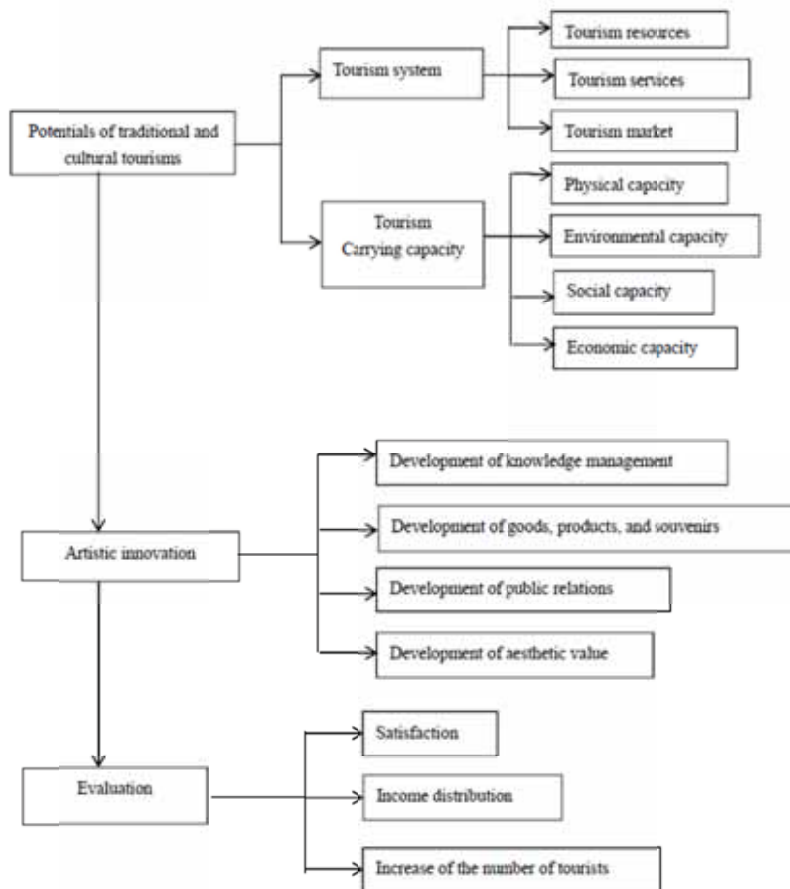 Tourism resources
Tourism system
Tourism services
Potentials of traditional and
cultural tourisms
Tourism market
Physical capacity
Tourism
Carrying capacity
Environmental capacity
Social capacity
Economic capacity
Development of knowledge management
Development of goods, products, and souvenirs
Artistic innovation
Development of public relations
Development of aesthetic value
Satisfaction
Evaluation
Income distribution
Increase of the number of tourists